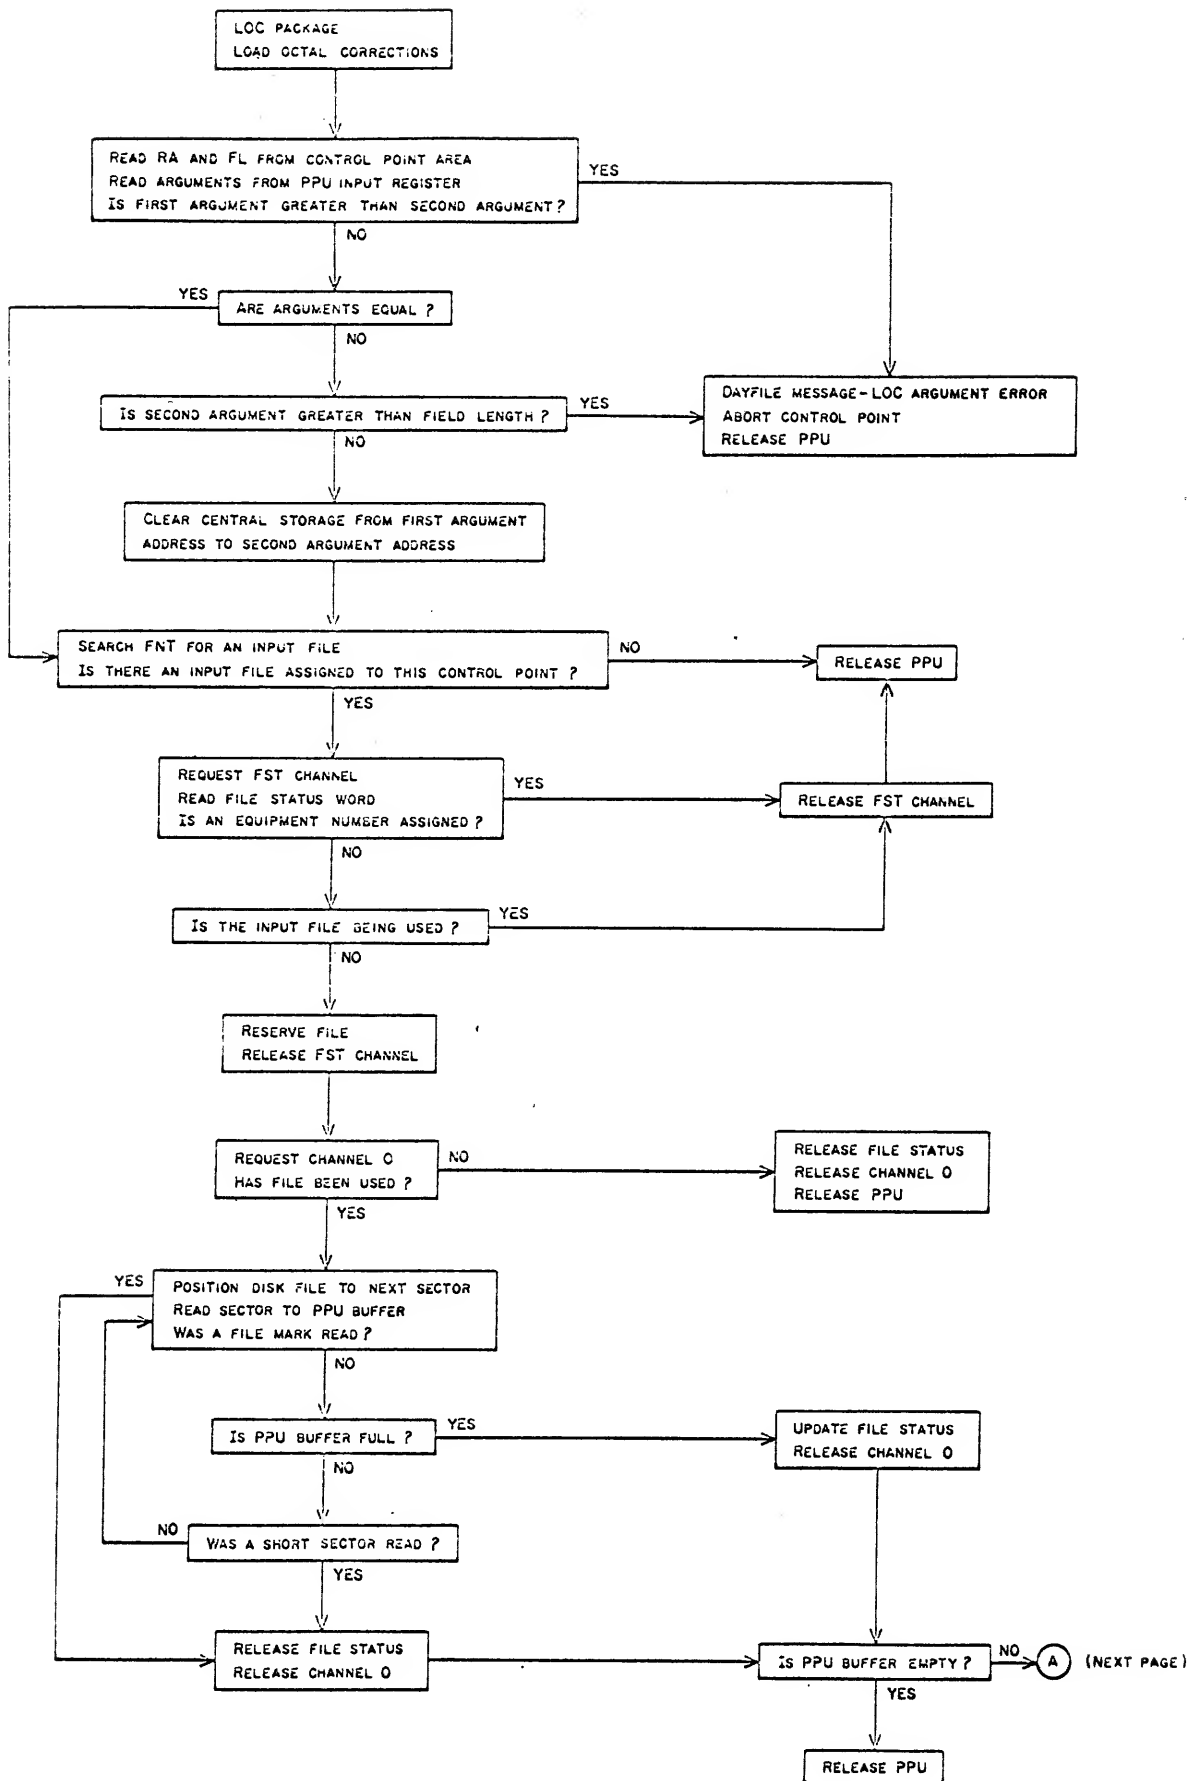 LOC PACKAGE
LOAD OCTAL CORRECTIONS
READ RA AND FL FROM CONTROL POINT AREA
READ ARGUMENTS FROM PPU INPUT REGISTER
IS FIRST ARGUMENT GREATER THAN SECOND ARGUMENT?
YES
NO
YES
ARE ARGUMENTS EQUAL ?
NO
IS SECOND ARGUMENT GREATER THAN FIELD LENGTH ?
YES
DAYFILE MESSAGE-LOC ARGUMENT ERROR
ABORT CONTROL POINT
RELEASE PPU
NO
CLEAR CENTRAL STORAGE FROM FIRST ARGUMENT
ADDRESS TO SECOND ARGUMENT ADDRESS
SEARCH FNT FOR AN INPUT FILE
IS THERE AN INPUT FILE ASSIGNED TO THIS CONTROL POINT ?
NO
RELEASE PPU
YES
REQUEST FST CHANNEL
READ FILE STATUS WORD
IS AN EQUIPMENT NUMBER ASSIGNED ?
YES
RELEASE FST CHANNEL
NO
IS THE INPUT FILE BEING USED ?
YES
NO
RESERVE FILE
RELEASE FST CHANNEL
REQUEST CHANNEL 0
HAS FILE BEEN USED ?
NO
RELEASE FILE STATUS
RELEASE CHANNEL 0
RELEASE PPU
YES
YES
POSITION DISK FILE TO NEXT SECTOR
READ SECTOR TO PPU BUFFER
WAS A FILE MARK READ ?
NO
IS PPU BUFFER FULL ?
YES
UPDATE FILE STATUS
RELEASE CHANNEL 0
NO
NO
WAS A SHORT SECTOR READ ?
YES
RELEASE FILE STATUS
RELEASE CHANNEL 0
IS PPU BUFFER EMPTY ?
NO
A
(NEXT PAGE)
YES
RELEASE PPU